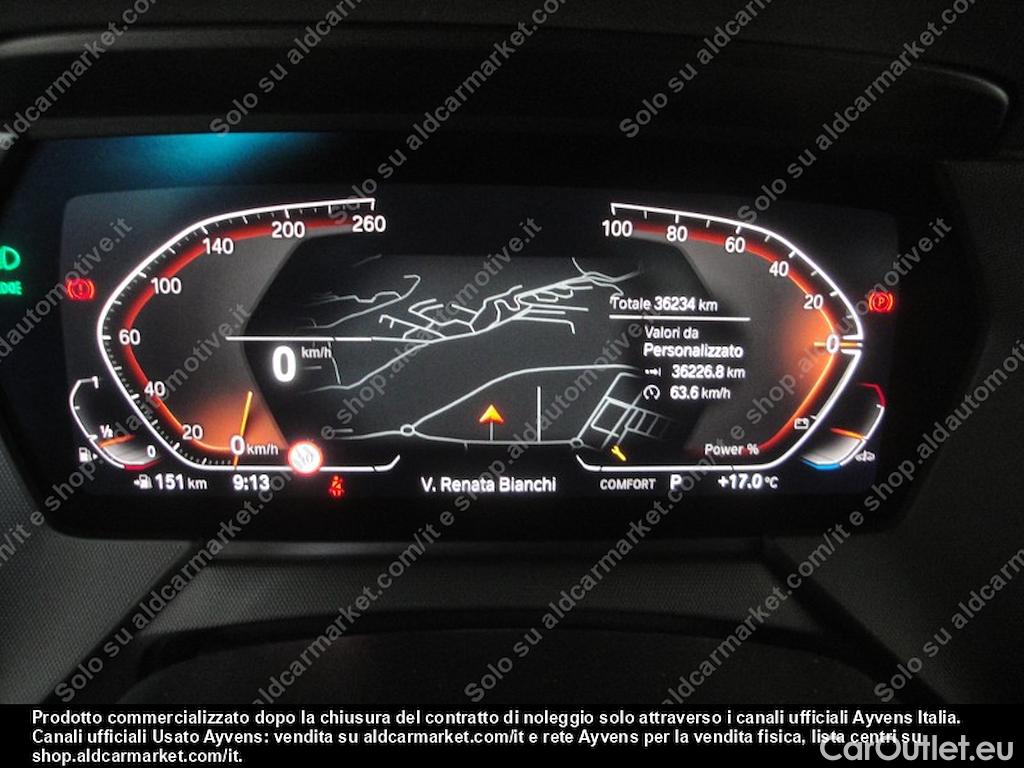 260
200
140
100
60
40
20
0 km/h
100
80
60
40
20
0
Power %
Totale 36234 km
Valori da
Personalizzato
36226.8 km
63.6 km/h
0 km/h
1/2
0
151 km
9:13
V. Renata Bianchi
COMFORT
P
+17.0 °C
Solo su aldcarmarket.com/it e shop.aldautomotive.it
Prodotto commercializzato dopo la chiusura del contratto di noleggio solo attraverso i canali ufficiali Ayvens Italia.
Canali ufficiali Usato Ayvens: vendita su aldcarmarket.com/it e rete Ayvens per la vendita fisica, lista centri su
shop.aldcarmarket.com/it.
CarOutlet.eu